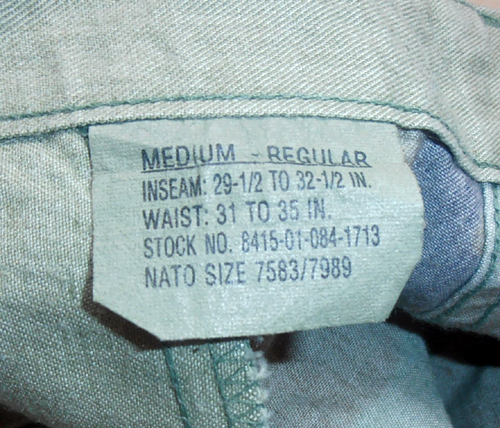 MEDIUM - REGULAR
INSEAM: 29-1/2 TO 32-1/2 IN.
WAIST: 31 TO 35 IN.
STOCK NO. 8415-01-084-1713
NATO SIZE 7583/7989